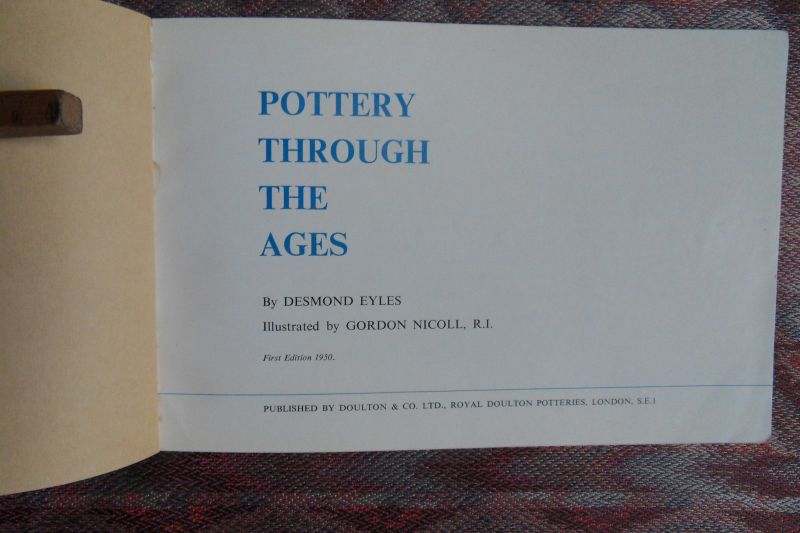 POTTERY
THROUGH
THE
AGES
By DESMOND EYLES
Illustrated by GORDON NICOLL, R.I.
First Edition 1950.
PUBLISHED BY DOULTON & CO. LTD., ROYAL DOULTON POTTERIES, LONDON, S.E.1